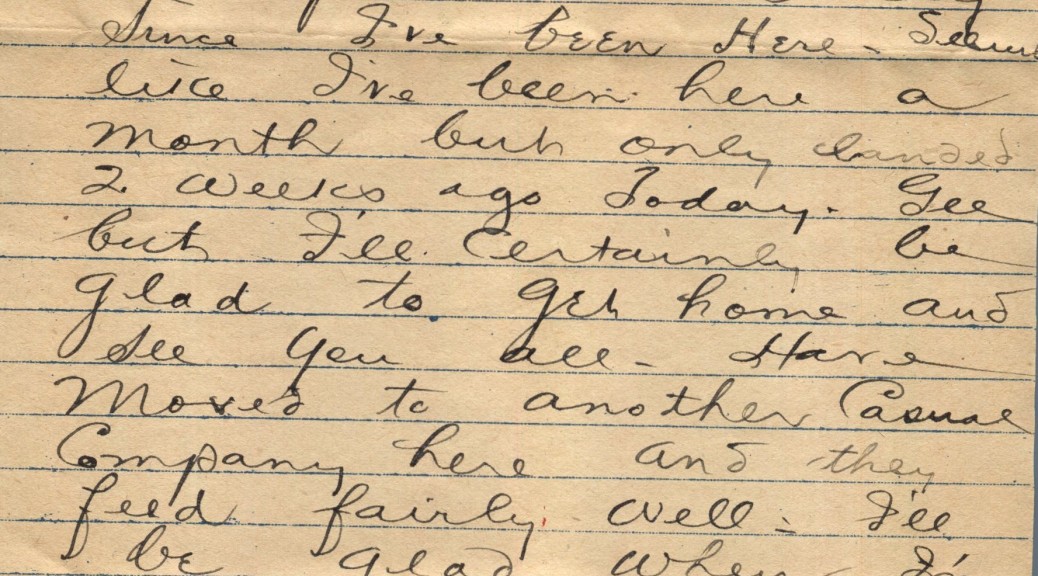 Since I've been Here - Seems
like I've been here a
month but only landed
2 weeks ago Today. Gee
but I'll Certainly be
glad to get home and
see you all - Have
Moved to another Casual
Company here and they
feed fairly well - I'll
be glad when I'